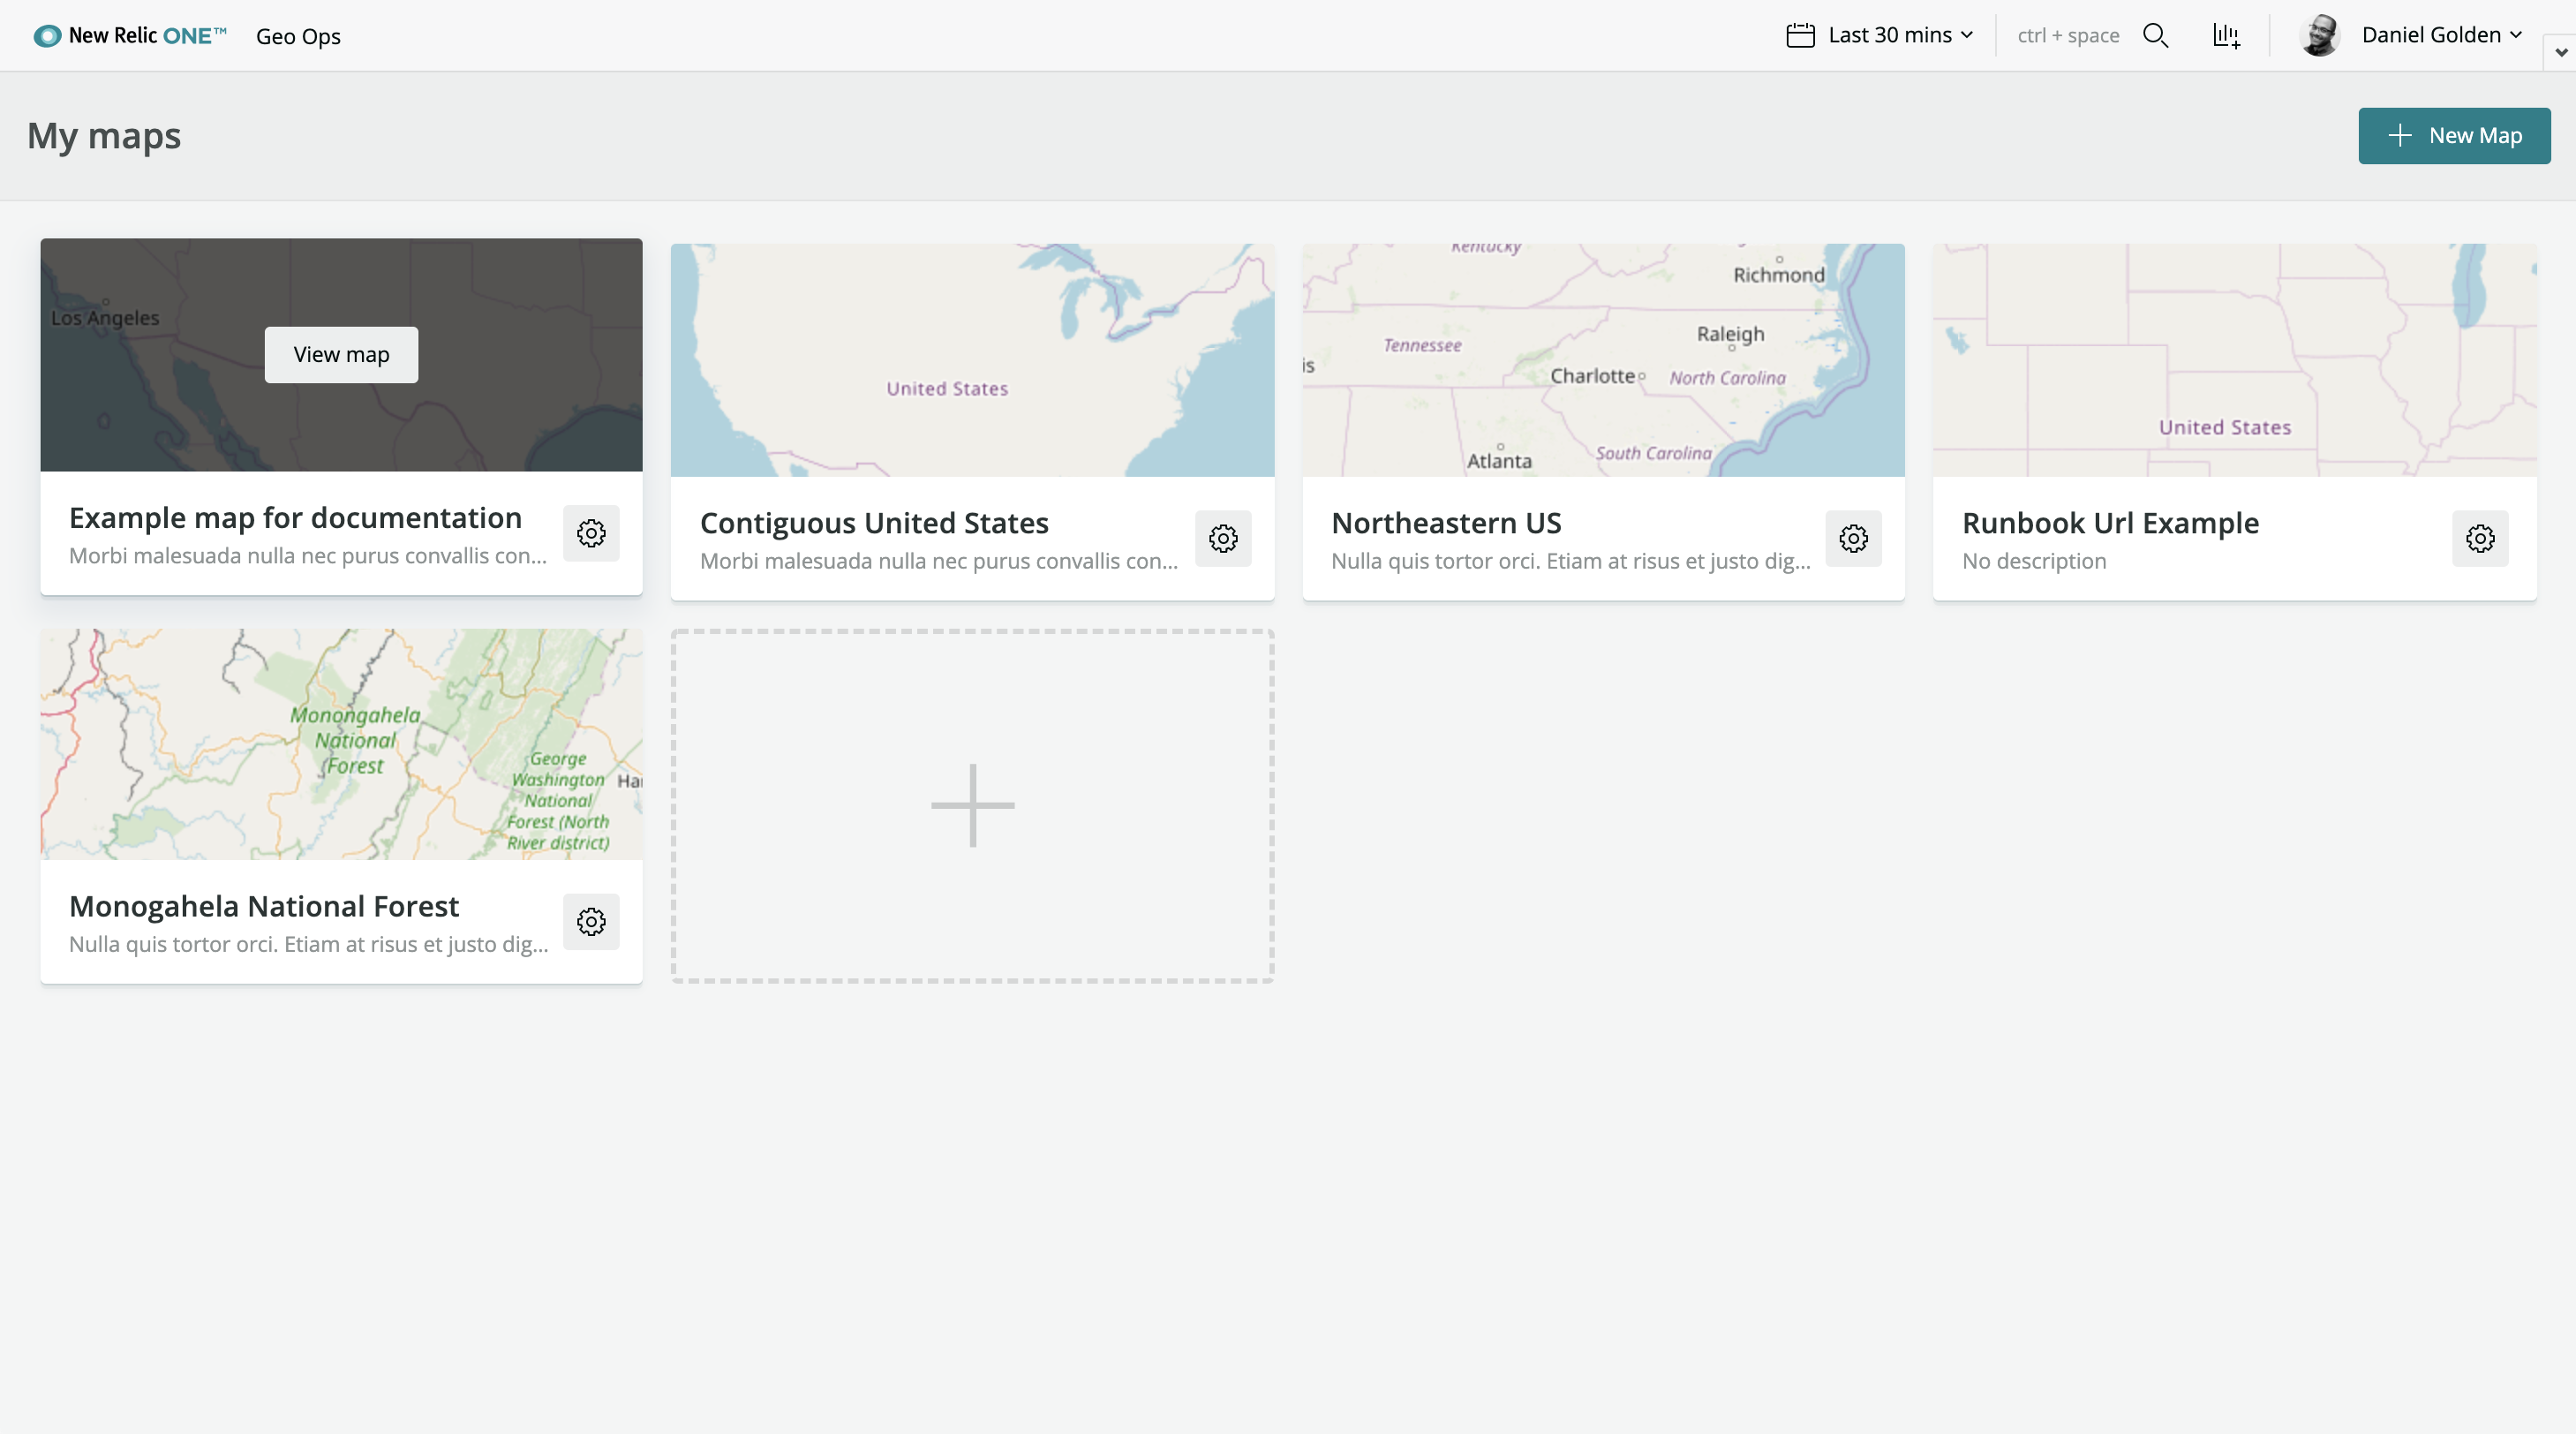 New Relic ONE™ Geo Ops Last 30 mins ctrl + space Daniel Golden
My maps New Map
Los Angeles
View map
Example map for documentation
Morbi malesuada nulla nec purus convallis con...
United States
Contiguous United States
Morbi malesuada nulla nec purus convallis con...
Kentucky
Richmond
Raleigh
Tennessee
is
Charlotte North Carolina
South Carolina
Atlanta
Northeastern US
Nulla quis tortor orci. Etiam at risus et justo dig...
United States
Runbook Url Example
No description
Monongahela
National
Forest
George
Washington
National
Forest (North
River district)
Har
Monogahela National Forest
Nulla quis tortor orci. Etiam at risus et justo dig...